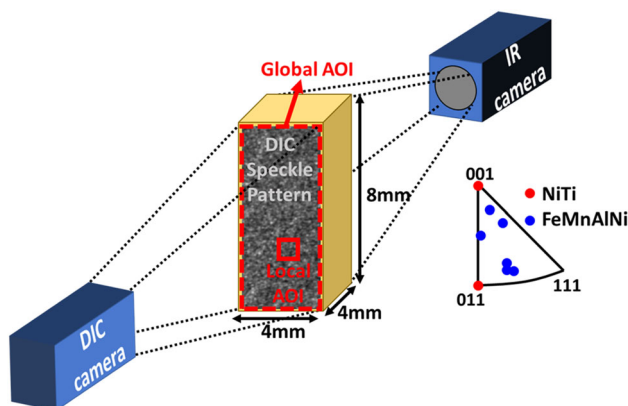 Global AOI
IR
camera
DIC
Speckle
Pattern
Local
AOI
8mm
4mm
4mm
DIC
camera
001
011
111
NiTi
FeMnAlNi